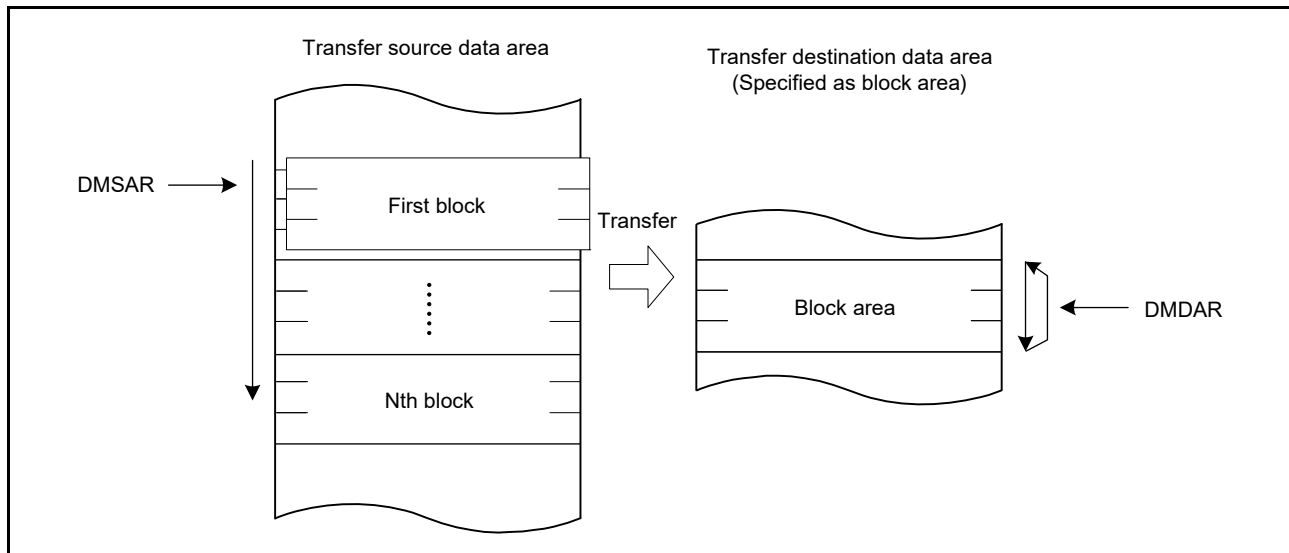 Transfer source data area
Transfer destination data area
(Specified as block area)
DMSAR
First block
Transfer
Block area
DMDAR
Nth block